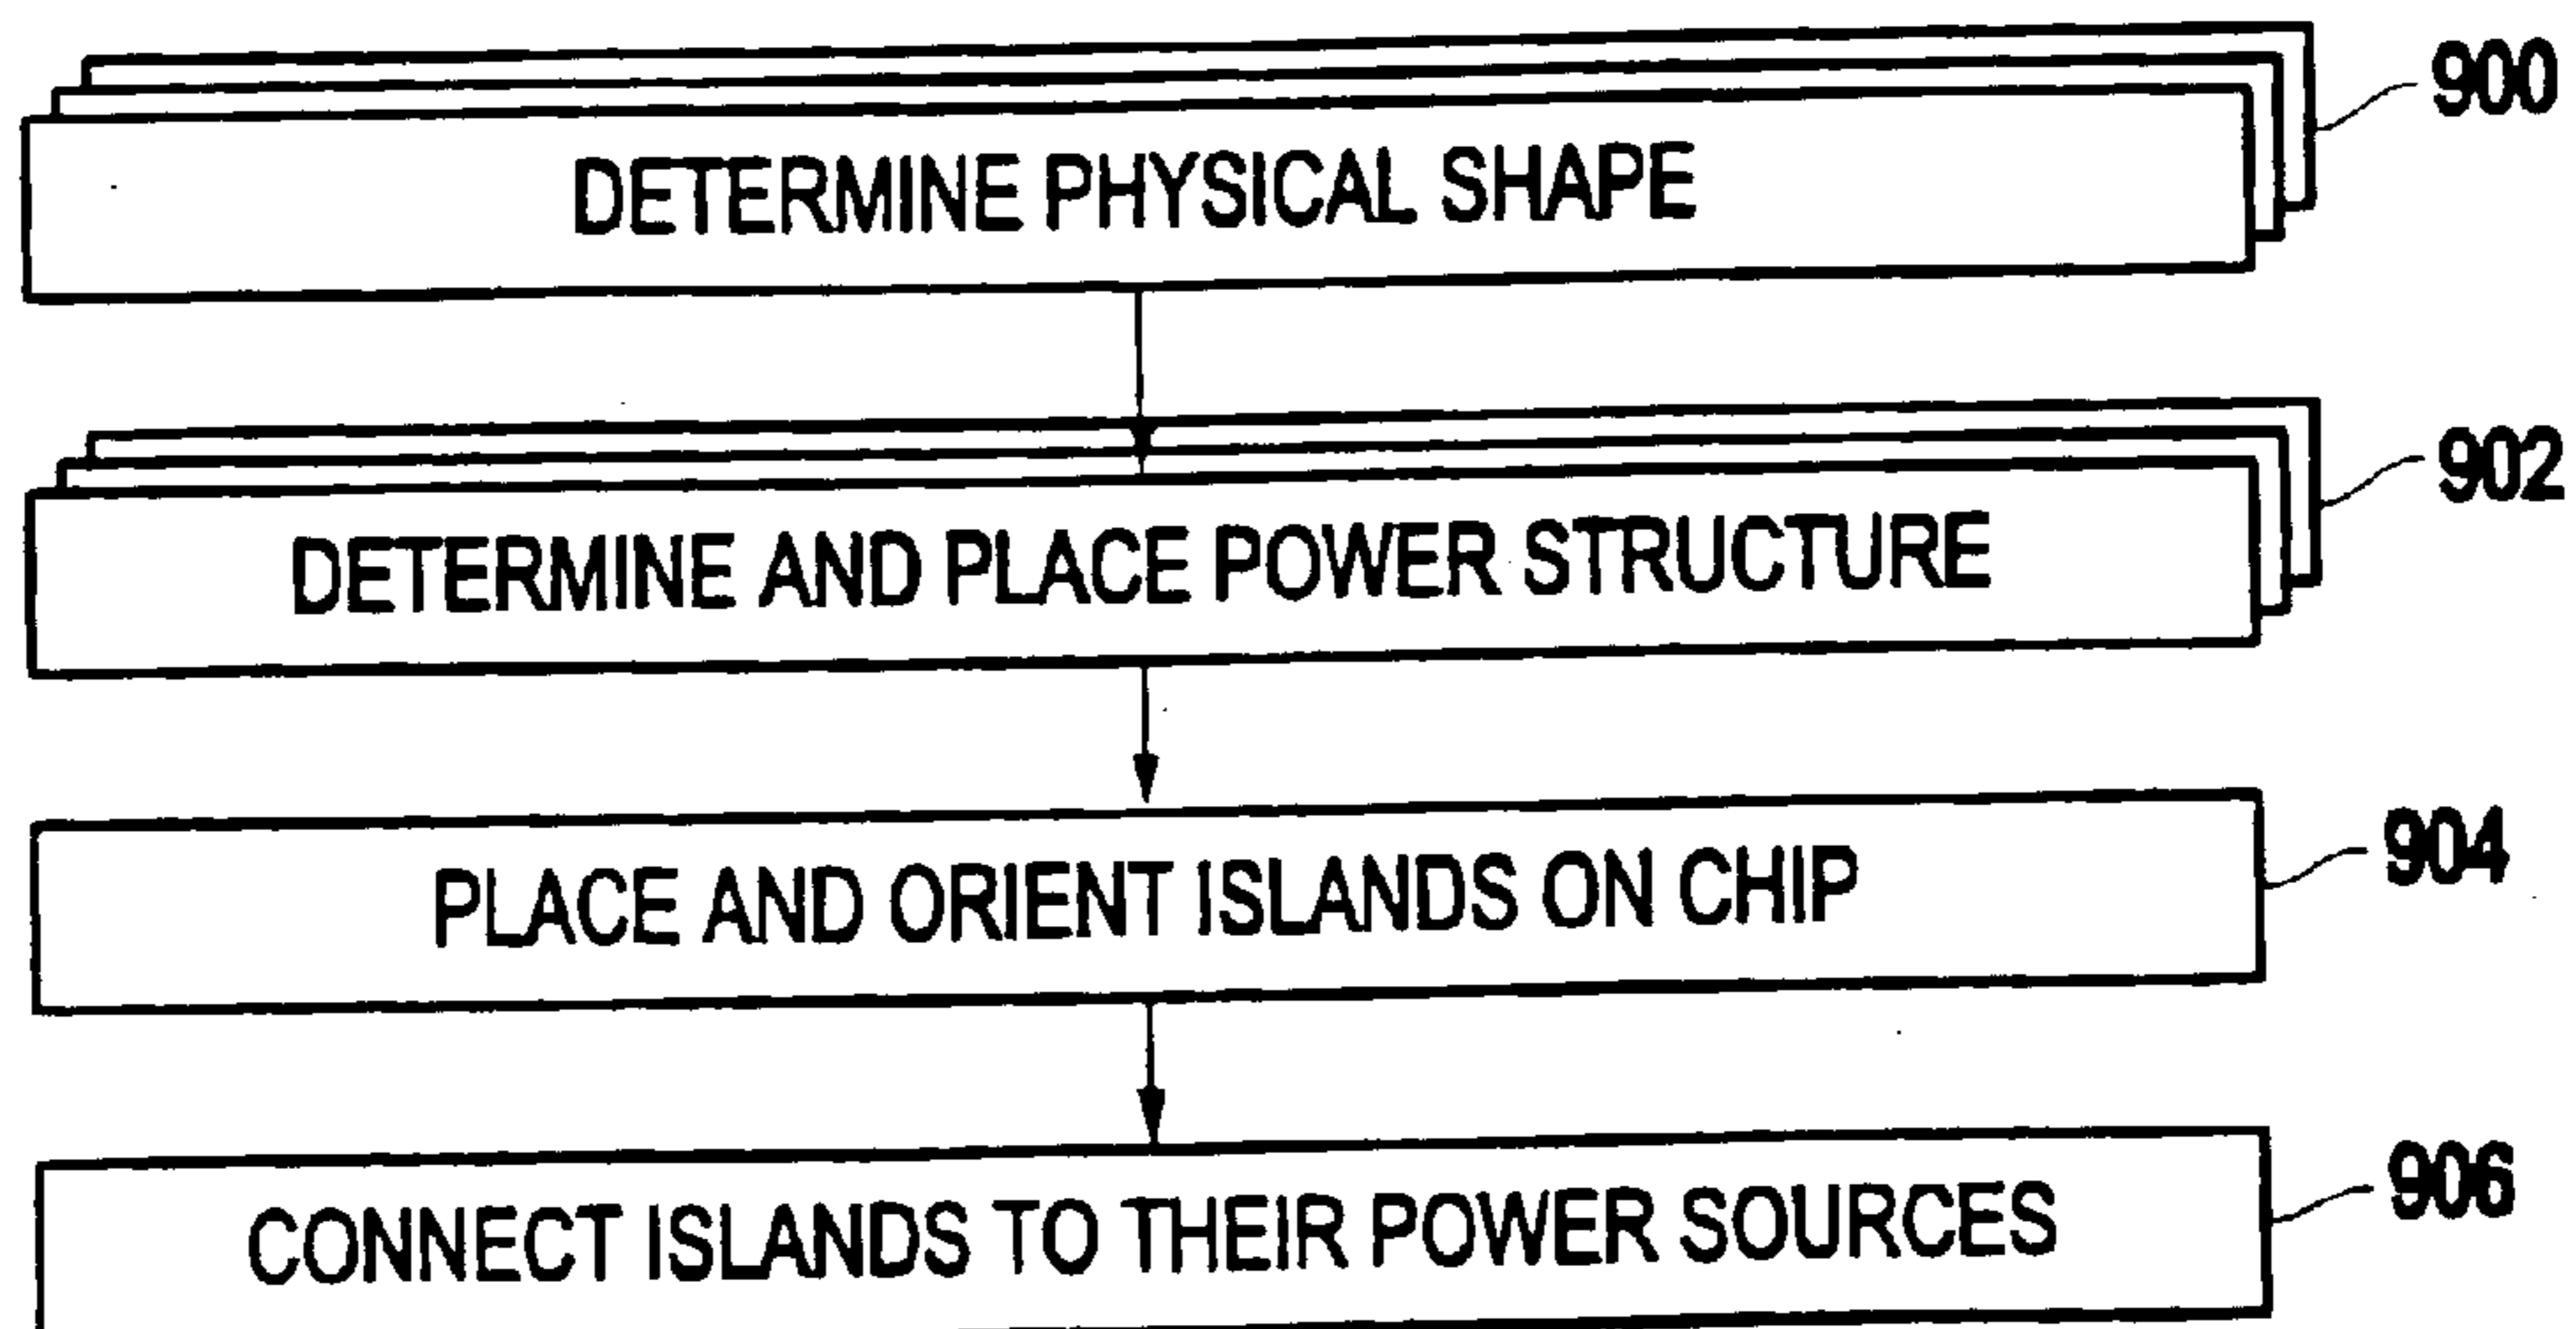 DETERMINE PHYSICAL SHAPE
900
DETERMINE AND PLACE POWER STRUCTURE
902
PLACE AND ORIENT ISLANDS ON CHIP
904
CONNECT ISLANDS TO THEIR POWER SOURCES
906